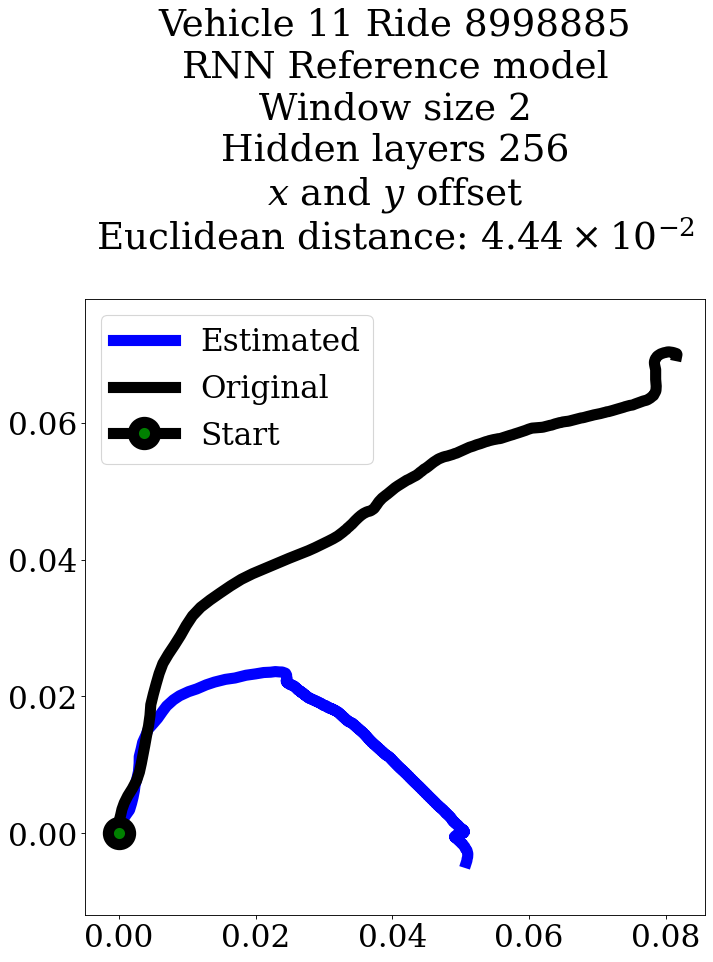 Vehicle 11 Ride 8998885
RNN Reference model
Window size 2
Hidden layers 256
x and y offset
Euclidean distance: 4.44 × 10⁻²
Estimated
Original
Start
0.06
0.04
0.02
0.00
0.00 0.02 0.04 0.06 0.08